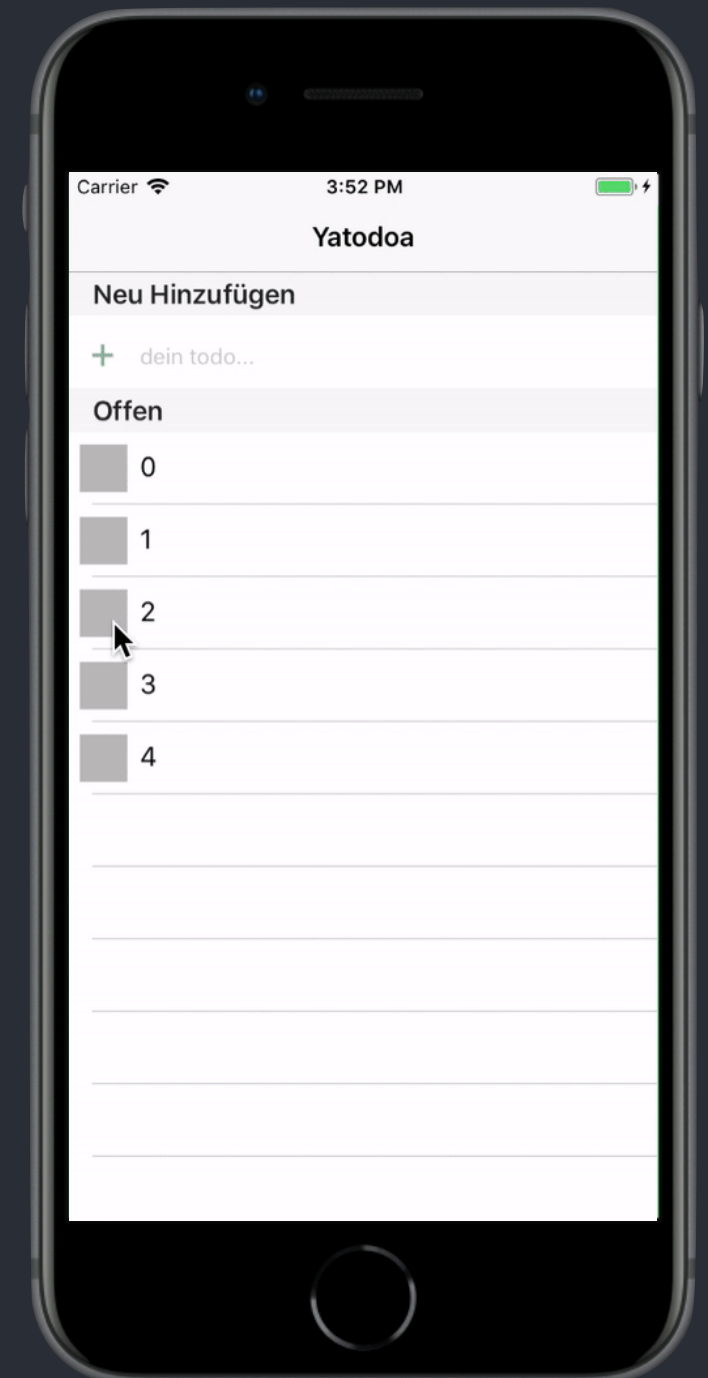 Carrier 3:52 PM
Yatodoa
Neu Hinzufügen
+ dein todo...
Offen
0
1
2
3
4